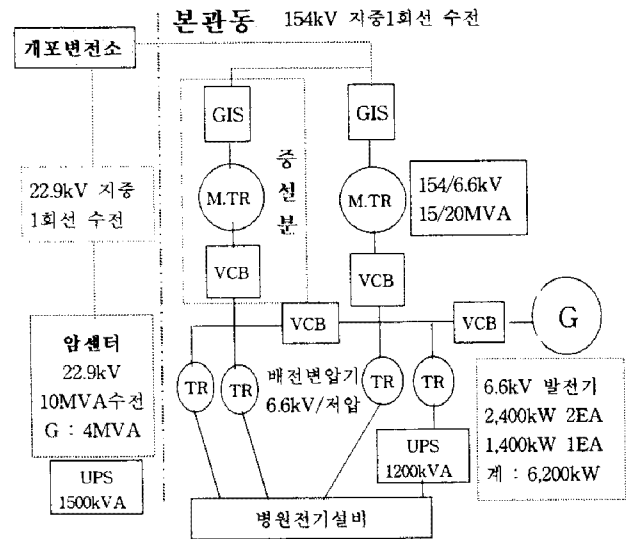 본관동 154kV 지중1회선 수전
개포변전소
GIS
GIS
증설분
M.TR
M.TR
154/6.6kV
15/20MVA
22.9kV 지중
1회선 수전
VCB
VCB
VCB
VCB
G
암센터
22.9kV
10MVA수전
G : 4MVA
TR
TR
배전변압기
6.6kV/저압
TR
TR
6.6kV 발전기
2,400kW 2EA
1,400kW 1EA
계 : 6,200kW
UPS
1200kVA
UPS
1500kVA
병원전기설비